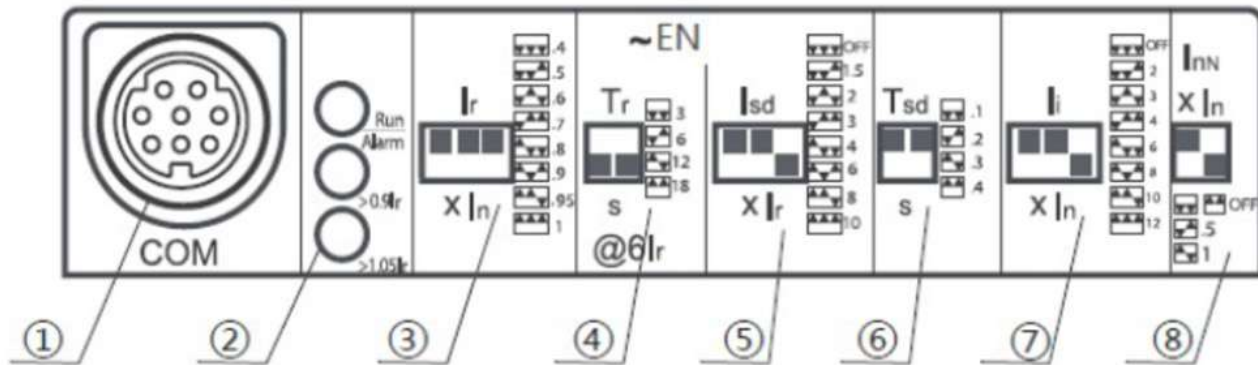 COM
Run
Alarm
>0.9Ir
>1.05Ir
Ir
x In
.4
.5
.6
.7
.8
.9
.95
1
~EN
Tr
s
@6Ir
3
6
12
18
Isd
x Ir
OFF
1.5
2
3
4
6
8
10
Tsd
s
.1
.2
.3
.4
Ii
x In
OFF
2
3
4
6
8
10
12
InN
x In
OFF
.5
1
① ② ③ ④ ⑤ ⑥ ⑦ ⑧